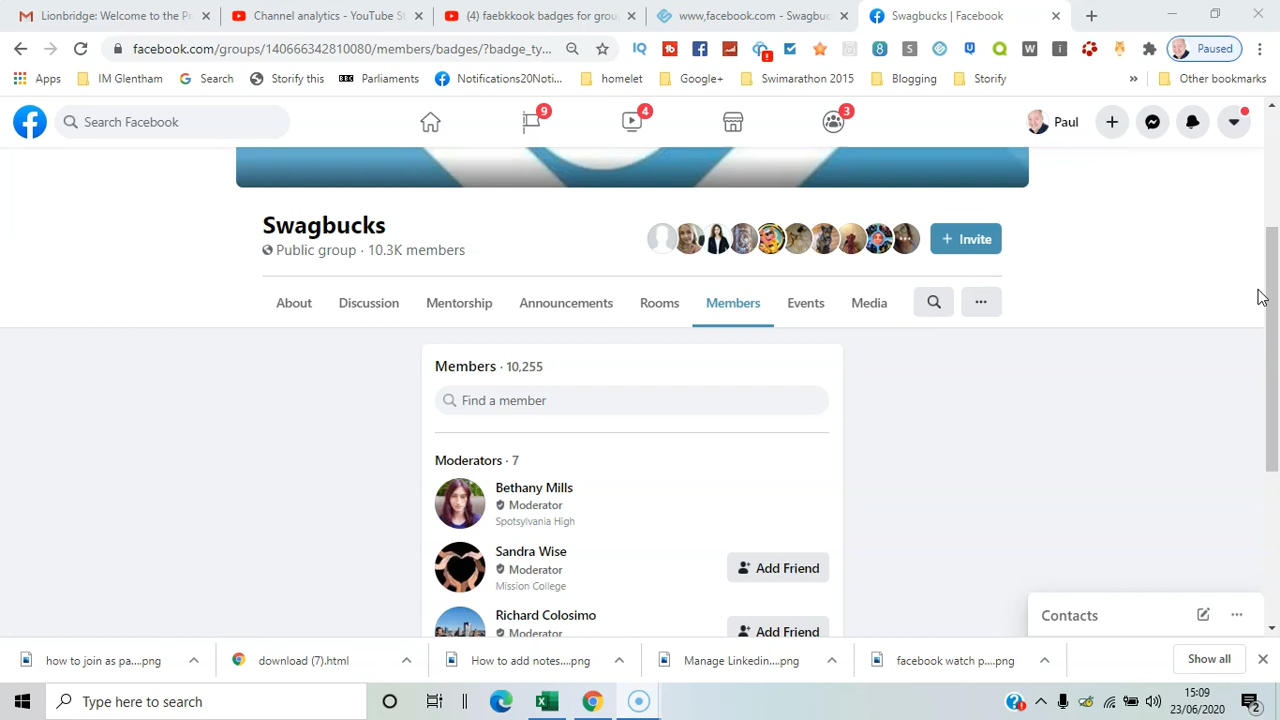 Lionbridge: Welcome to the Ra
Channel analytics - YouTube St
(4) faebkkook badges for grou
www,facebook.com - Swagbuc
Swagbucks | Facebook
facebook.com/groups/140666342810080/members/badges/?badge_ty...
Paused
Apps
IM Glentham
Search
Storify this
Parliaments
Notifications20Noti...
homelet
Google+
Swimarathon 2015
Blogging
Storify
»
Other bookmarks
Search Facebook
9
4
3
Paul
Swagbucks
Public group · 10.3K members
+ Invite
About
Discussion
Mentorship
Announcements
Rooms
Members
Events
Media
Members · 10,255
Find a member
Moderators · 7
Bethany Mills
Moderator
Spotsylvania High
Sandra Wise
Moderator
Mission College
Add Friend
Richard Colosimo
Moderator
Add Friend
Contacts
how to join as pa....png
download (7).html
How to add notes....png
Manage Linkedin....png
facebook watch p....png
Show all
Type here to search
15:09
23/06/2020
2